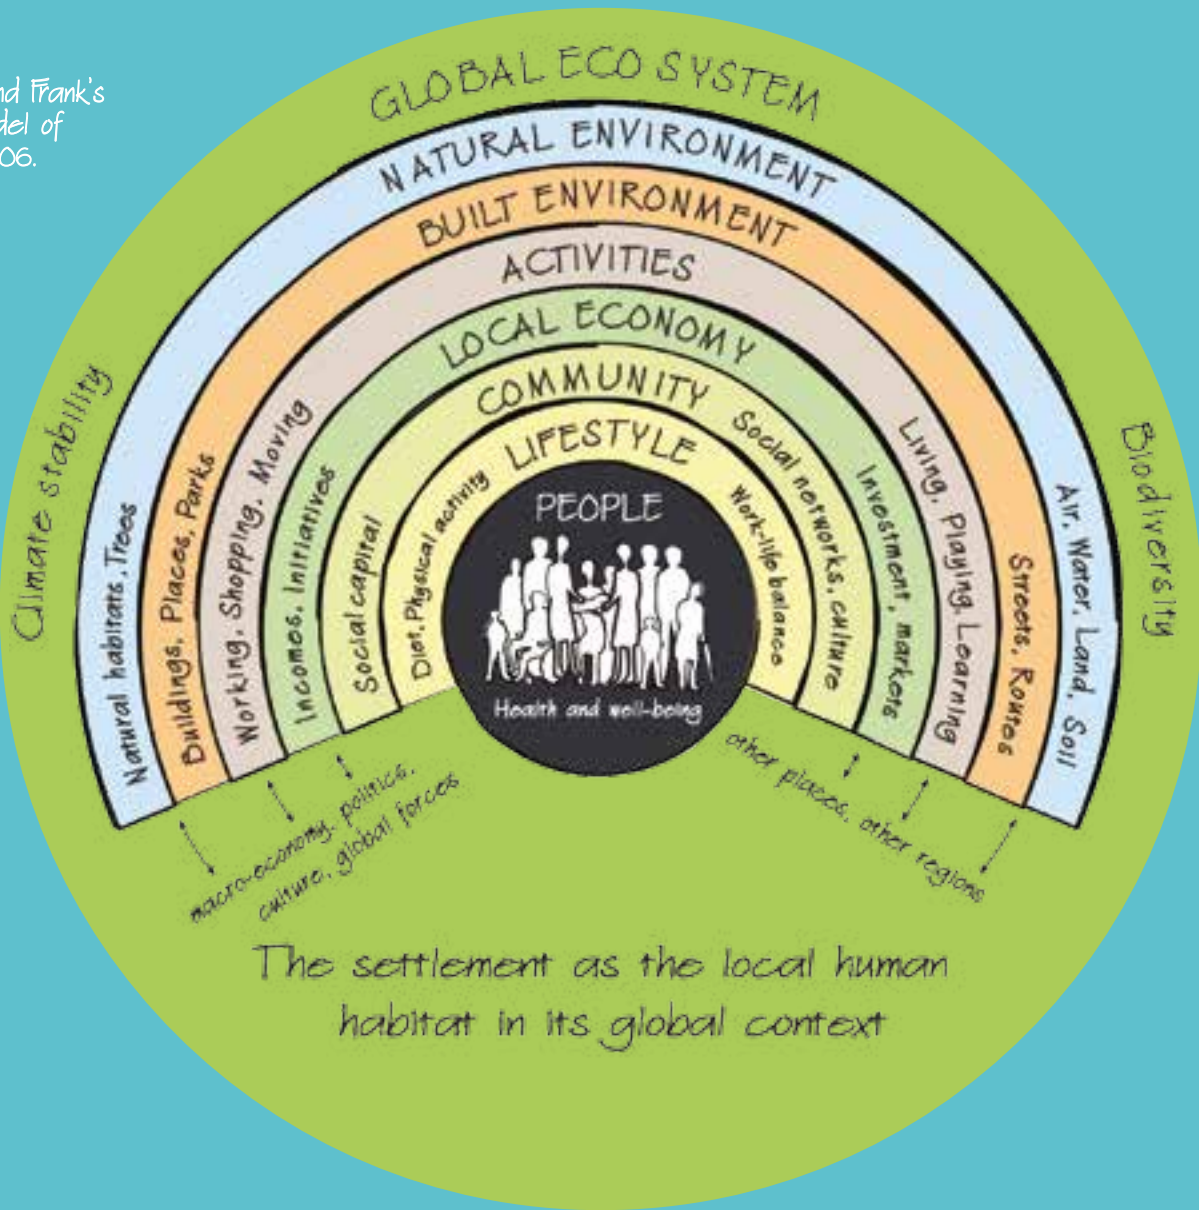 nd Frank's
del of
06.
GLOBAL ECO SYSTEM
NATURAL ENVIRONMENT
BUILT ENVIRONMENT
ACTIVITIES
LOCAL ECONOMY
COMMUNITY
LIFESTYLE
PEOPLE
Health and well-being
Climate stability
Natural habitats, Trees
Buildings, Places, Parks
Working, Shopping, Moving
Incomes, Initiatives
Social capital
Diet, Physical activity
Work-life balance
Social networks, culture
Investment, markets
Living, Playing, Learning
Streets, Routes
Air, Water, Land, Soil
Biodiversity
macro-economy, politics,
culture, global forces
other places, other regions
The settlement as the local human
habitat in its global context